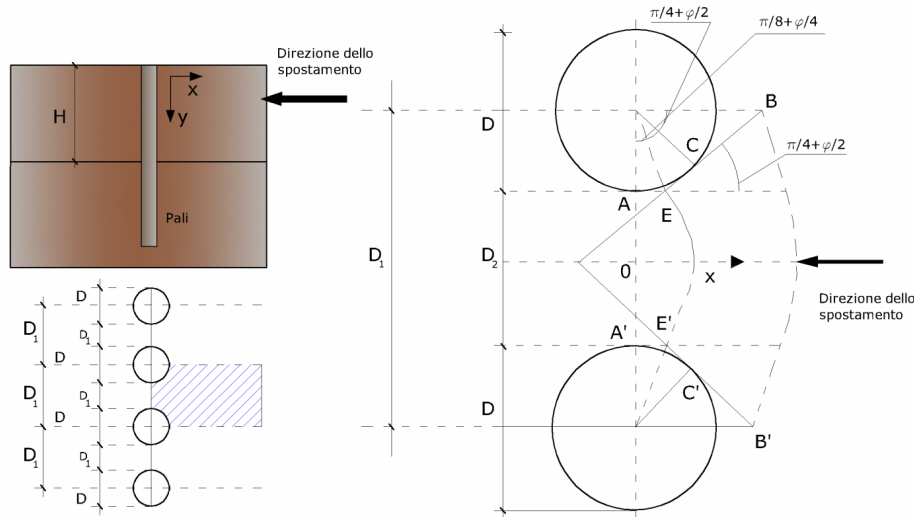 Direzione dello
spostamento
H
x
y
Pali
D
D1
D1
D
D1
D1
D
D1
D1
D
π/4+φ/2
π/8+φ/4
D
B
C
π/4+φ/2
A
E
D1
D2
0
x
Direzione dello
spostamento
E'
A'
C'
D
B'